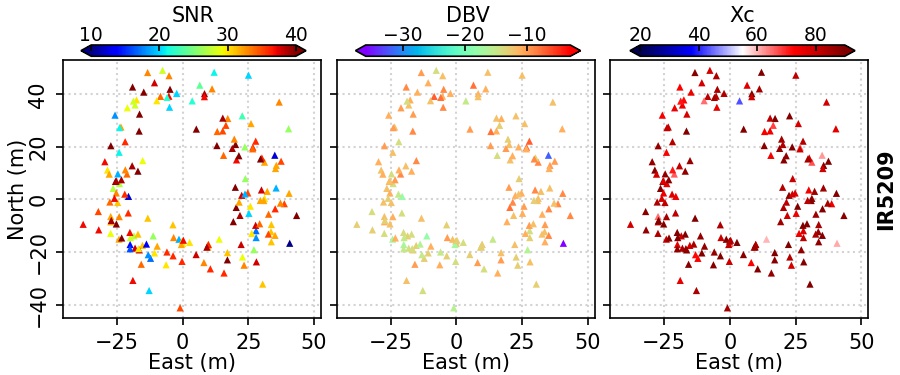 SNR DBV Xc
10 20 30 40 −30 −20 −10 20 40 60 80
North (m)
40
20
0
−20
−40
−25 0 25 50 −25 0 25 50 −25 0 25 50
East (m) East (m) East (m)
IR5209